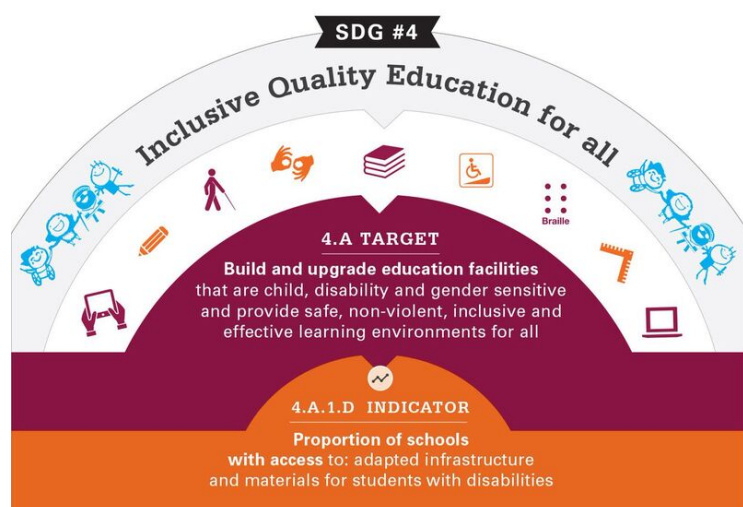 SDG #4
Inclusive Quality Education for all
Braille
4.A TARGET
Build and upgrade education facilities
that are child, disability and gender sensitive
and provide safe, non-violent, inclusive and
effective learning environments for all
4.A.1.D INDICATOR
Proportion of schools
with access to: adapted infrastructure
and materials for students with disabilities